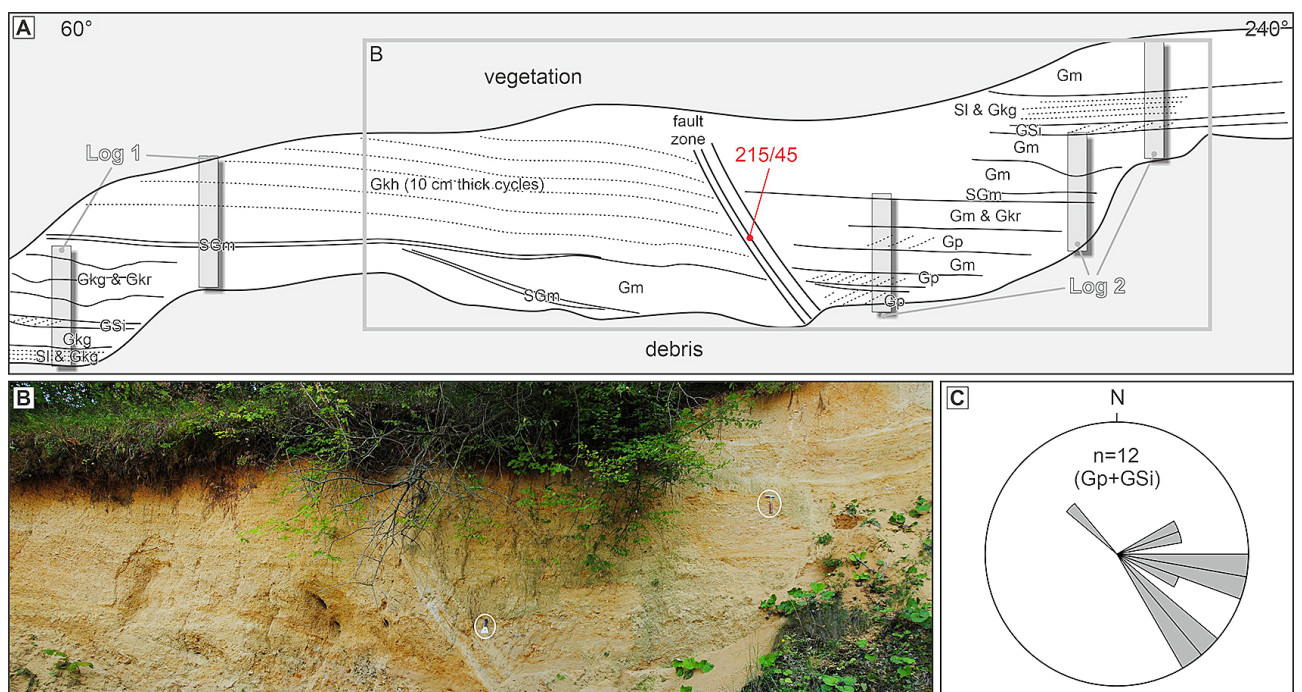 A
60°
240°
B
vegetation
Gm
Sl & Gkg
fault
zone
GSi
Gm
Log 1
215/45
Gm
Gkh (10 cm thick cycles)
SGm
Gm & Gkr
SGm
Gp
Gkg & Gkr
Gm
Gm
Gp
Log 2
SGm
Gp
GSi
Gkg
Sl & Gkg
debris
B
C
N
n=12
(Gp+GSi)